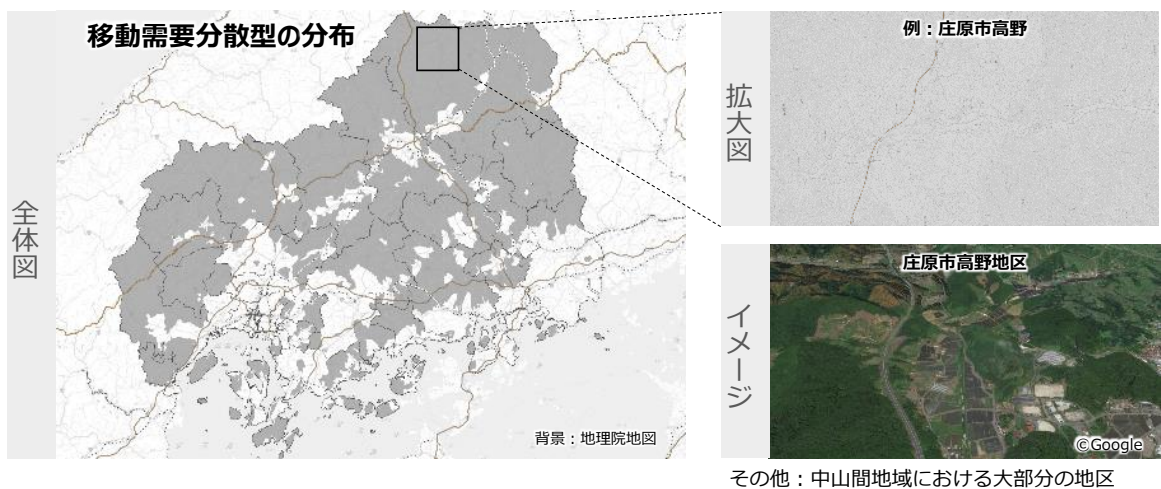 移動需要分散型の分布
全体図
背景：地理院地図
拡大図
例：庄原市高野
イメージ
庄原市高野地区
©Google
その他：中山間地域における大部分の地区